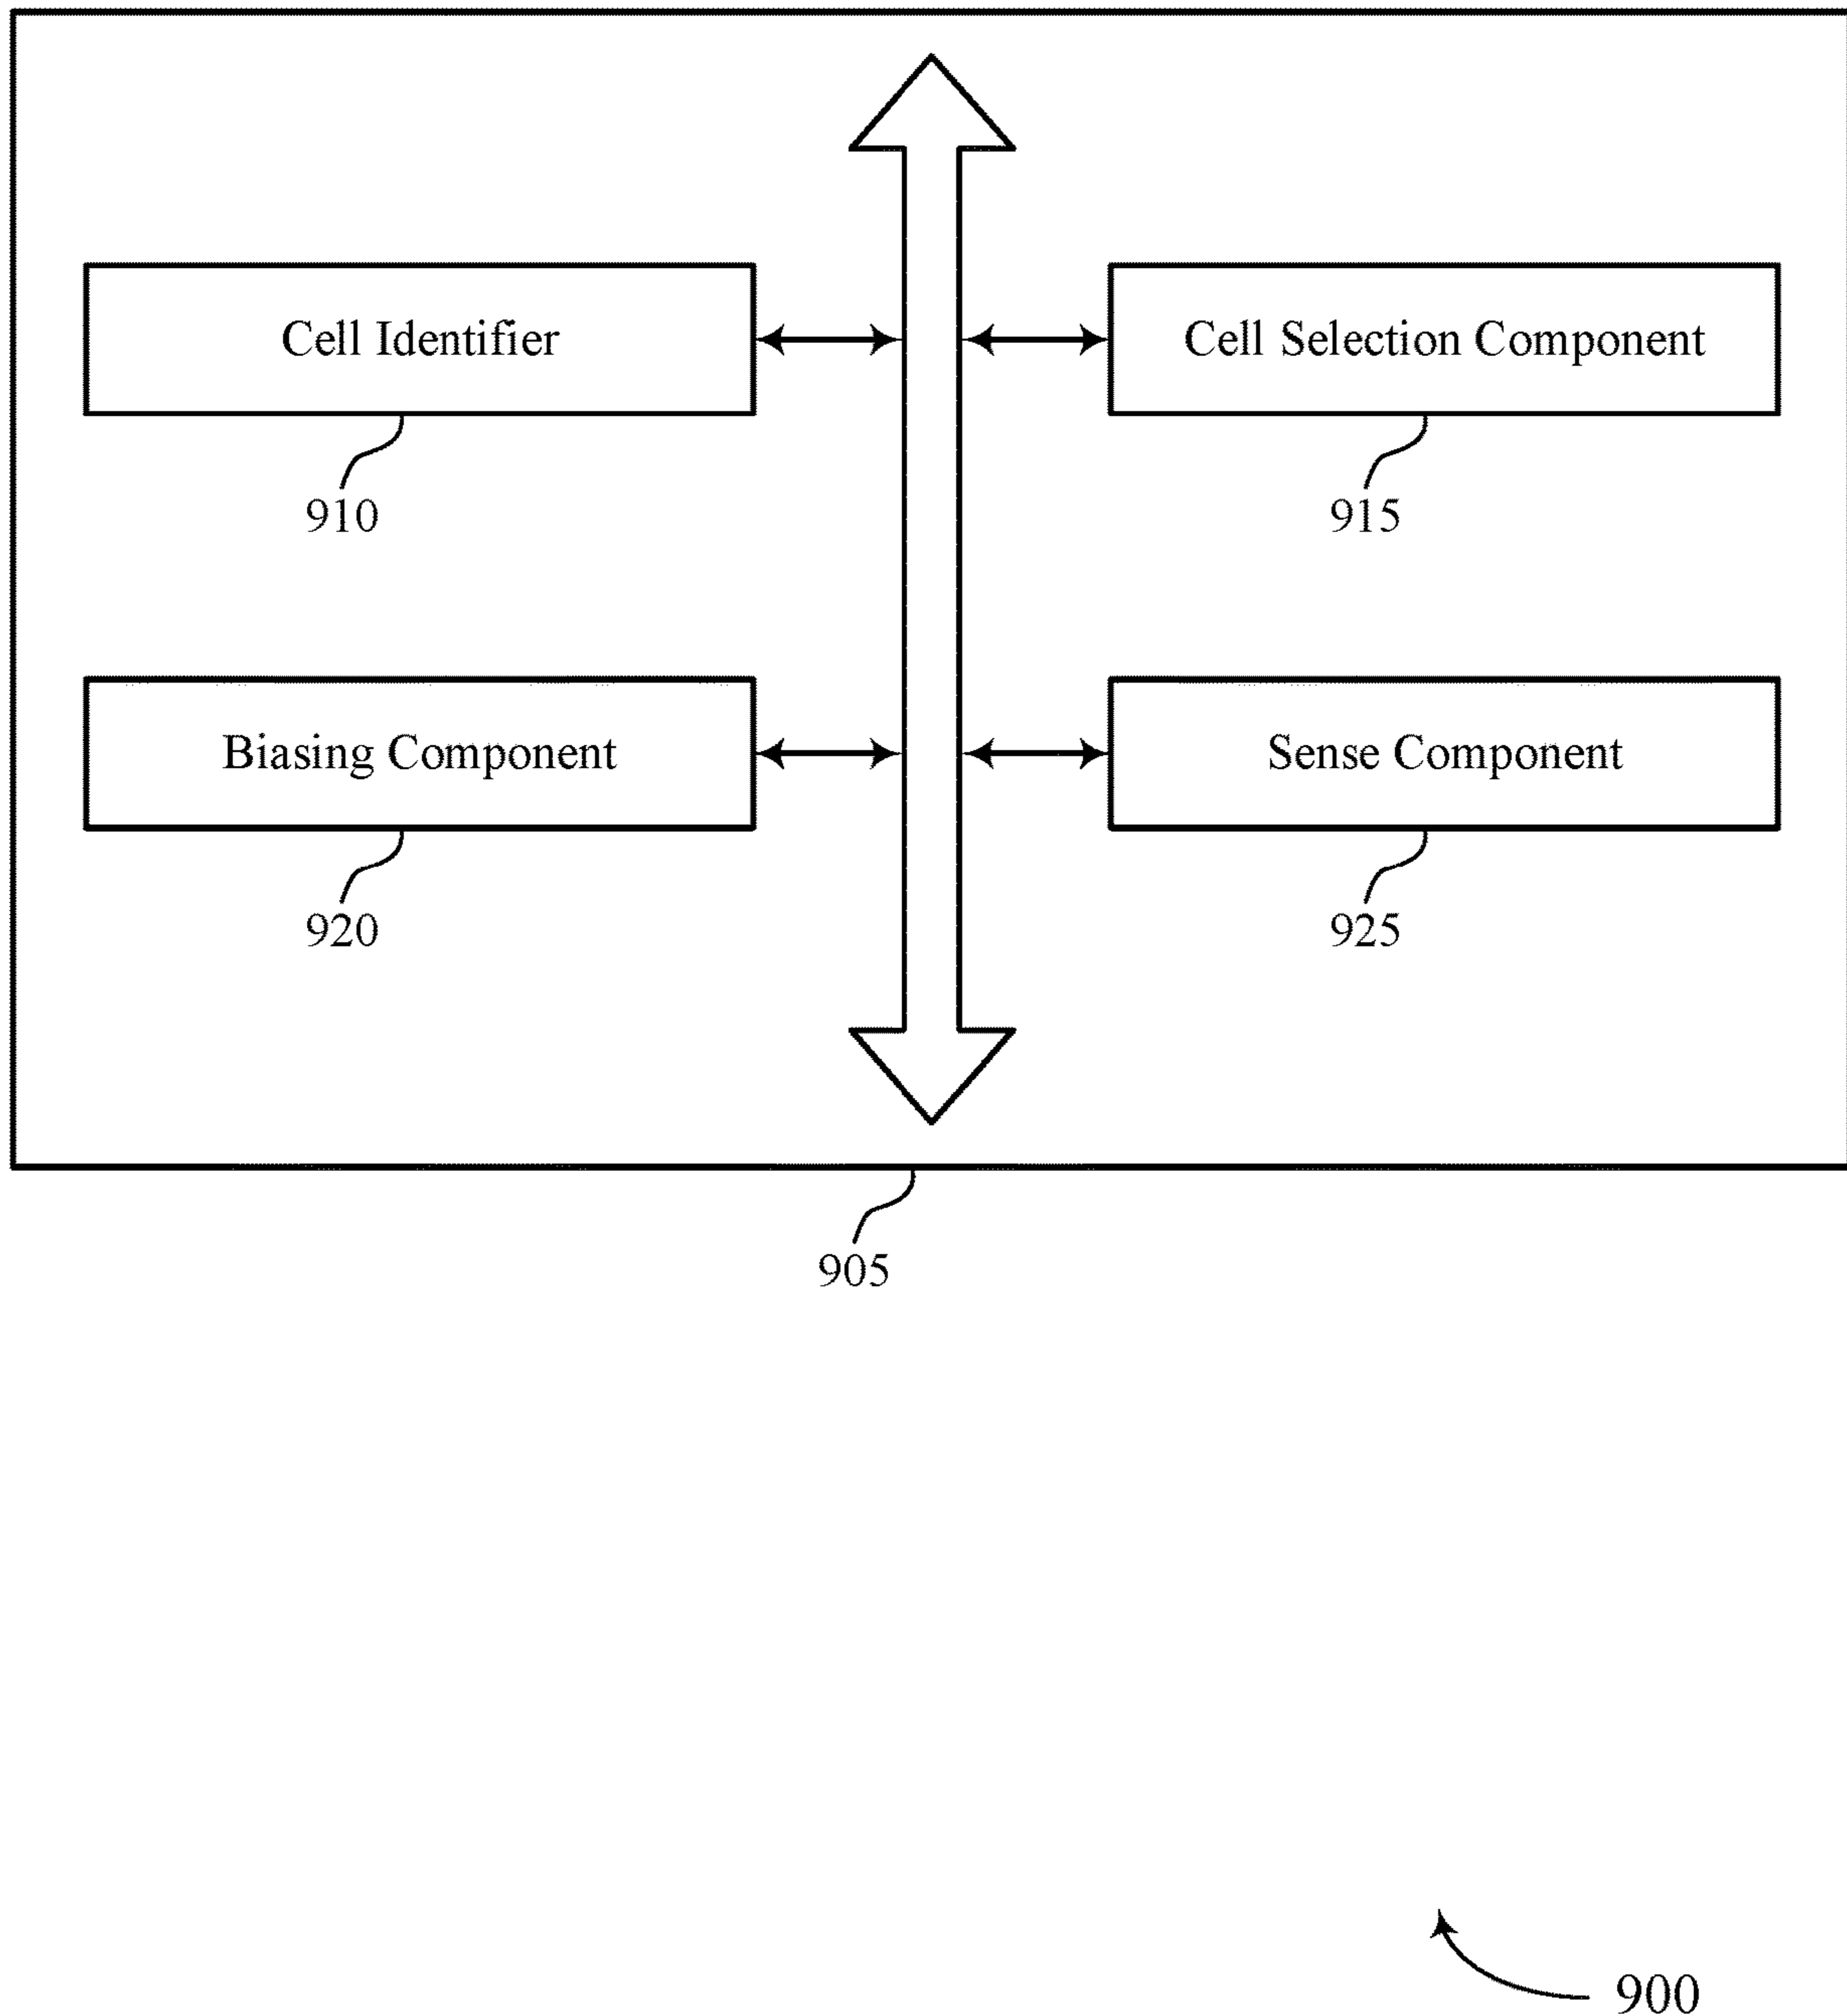 Cell Identifier
910
Cell Selection Component
915
Biasing Component
920
Sense Component
925
905
900